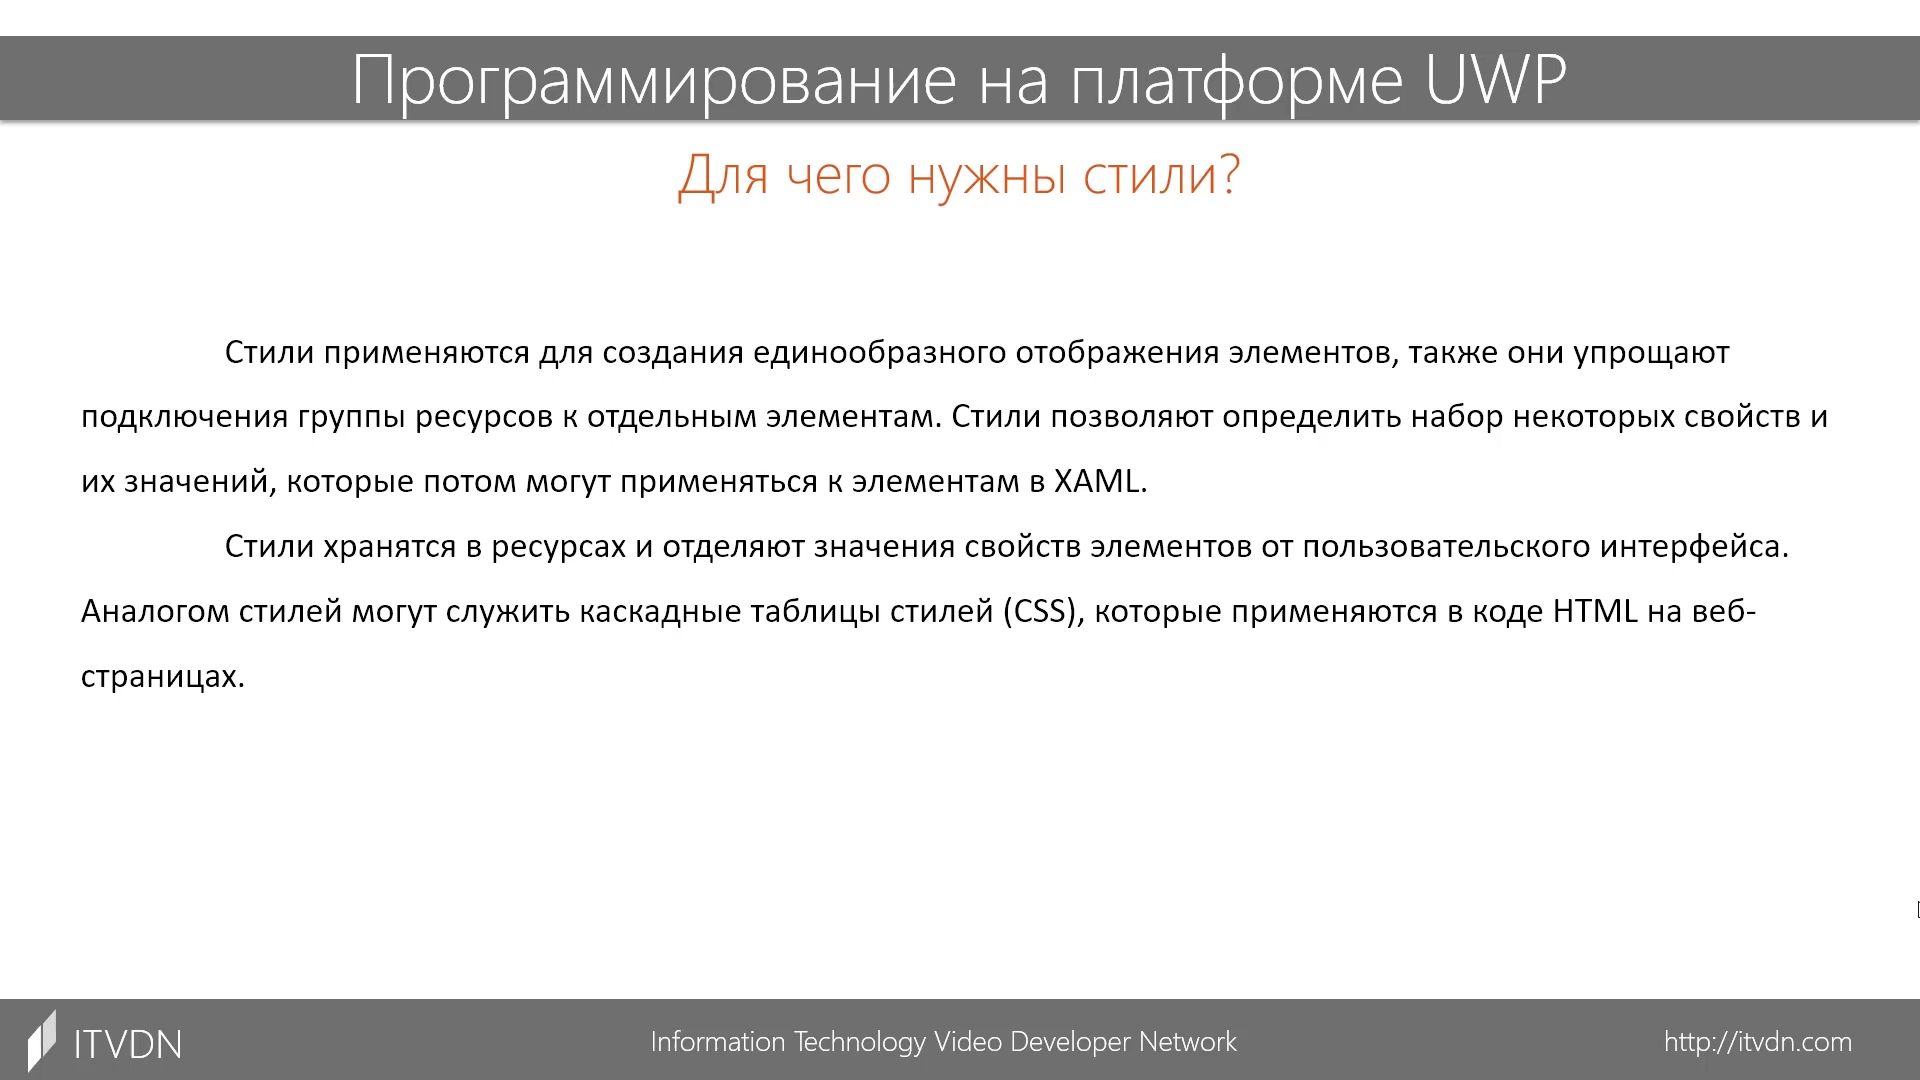 Программирование на платформе UWP
Для чего нужны стили?
Стили применяются для создания единообразного отображения элементов, также они упрощают
подключения группы ресурсов к отдельным элементам. Стили позволяют определить набор некоторых свойств и
их значений, которые потом могут применяться к элементам в XAML.
Стили хранятся в ресурсах и отделяют значения свойств элементов от пользовательского интерфейса.
Аналогом стилей могут служить каскадные таблицы стилей (CSS), которые применяются в коде HTML на веб-
страницах.
ITVDN
Information Technology Video Developer Network
http://itvdn.com